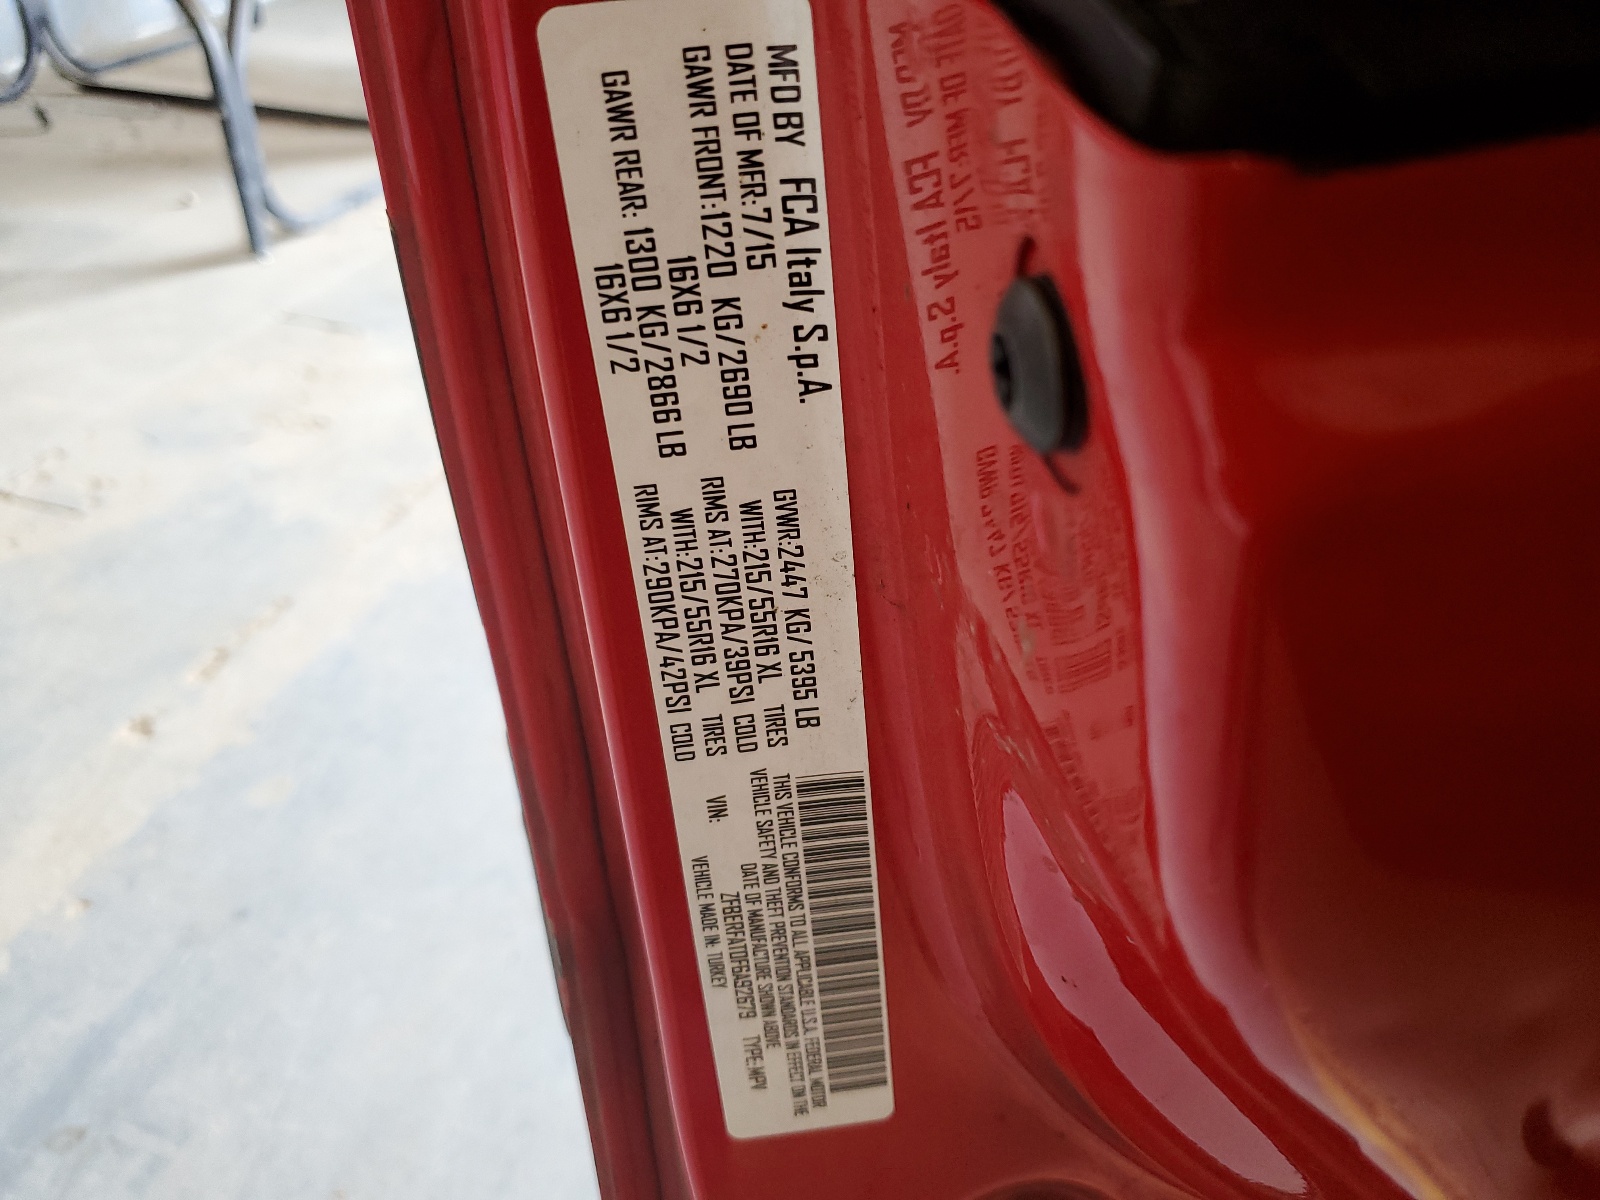 MFD BY FCA Italy S.p.A.
DATE OF MFR: 7/15
GVWR: 2447 KG/ 5395 LB
GAWR FRONT: 1220 KG/2690 LB
WITH: 215/55R16 XL TIRES
16X6 1/2
RIMS AT: 270KPA/39PSI COLD
GAWR REAR: 1300 KG/2866 LB
WITH: 215/55R16 XL TIRES
16X6 1/2
RIMS AT: 290KPA/42PSI COLD
THIS VEHICLE CONFORMS TO ALL APPLICABLE U.S.A. FEDERAL MOTOR
VEHICLE SAFETY AND THEFT PREVENTION STANDARDS IN EFFECT ON THE
DATE OF MANUFACTURE SHOWN ABOVE
VIN: ZFBERFAT0F6A92679 TYPE: MPV
VEHICLE MADE IN: TURKEY